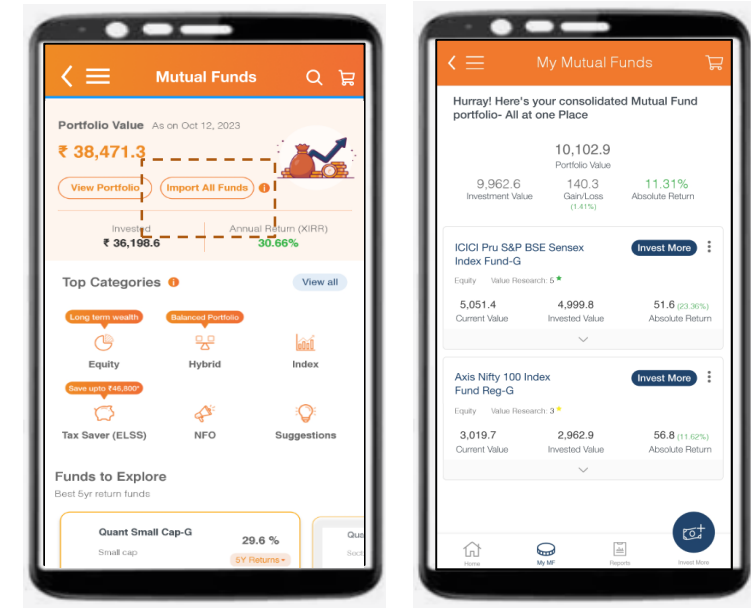 Mutual Funds
Portfolio Value As on Oct 12, 2023
₹ 38,471.3
View Portfolio
Import All Funds
Invested
Annual Return (XIRR)
₹ 36,198.6
30.66%
Top Categories
View all
Long term wealth
Balanced Portfolio
Equity
Hybrid
Index
Save upto ₹46,800*
Tax Saver (ELSS)
NFO
Suggestions
Funds to Explore
Best 5yr return funds
Quant Small Cap-G
29.6 %
Qua
Small cap
5Y Returns
My Mutual Funds
Hurray! Here's your consolidated Mutual Fund
portfolio- All at one Place
10,102.9
Portfolio Value
9,962.6
140.3
11.31%
Investment Value
Gain/Loss
Absolute Return
(1.41%)
ICICI Pru S&P BSE Sensex
Index Fund-G
Invest More
Equity Value Research: 5
5,051.4
4,999.8
51.6 (23.36%)
Current Value
Invested Value
Absolute Return
Axis Nifty 100 Index
Fund Reg-G
Invest More
Equity Value Research: 3
3,019.7
2,962.9
56.8 (11.62%)
Current Value
Invested Value
Absolute Return
Home
My MF
Reports
Invest More